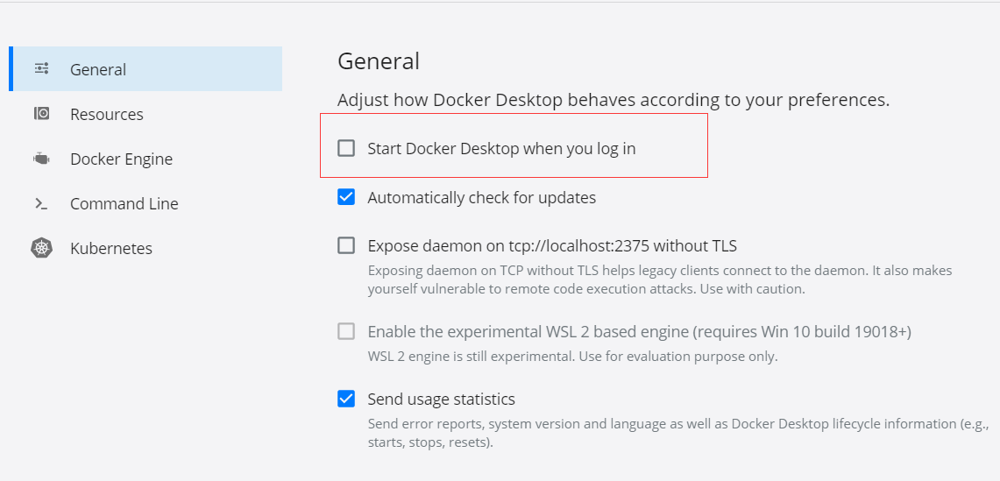 General
Resources
Docker Engine
Command Line
Kubernetes
General
Adjust how Docker Desktop behaves according to your preferences.
Start Docker Desktop when you log in
Automatically check for updates
Expose daemon on tcp://localhost:2375 without TLS
Exposing daemon on TCP without TLS helps legacy clients connect to the daemon. It also makes
yourself vulnerable to remote code execution attacks. Use with caution.
Enable the experimental WSL 2 based engine (requires Win 10 build 19018+)
WSL 2 engine is still experimental. Use for evaluation purpose only.
Send usage statistics
Send error reports, system version and language as well as Docker Desktop lifecycle information (e.g.,
starts, stops, resets).